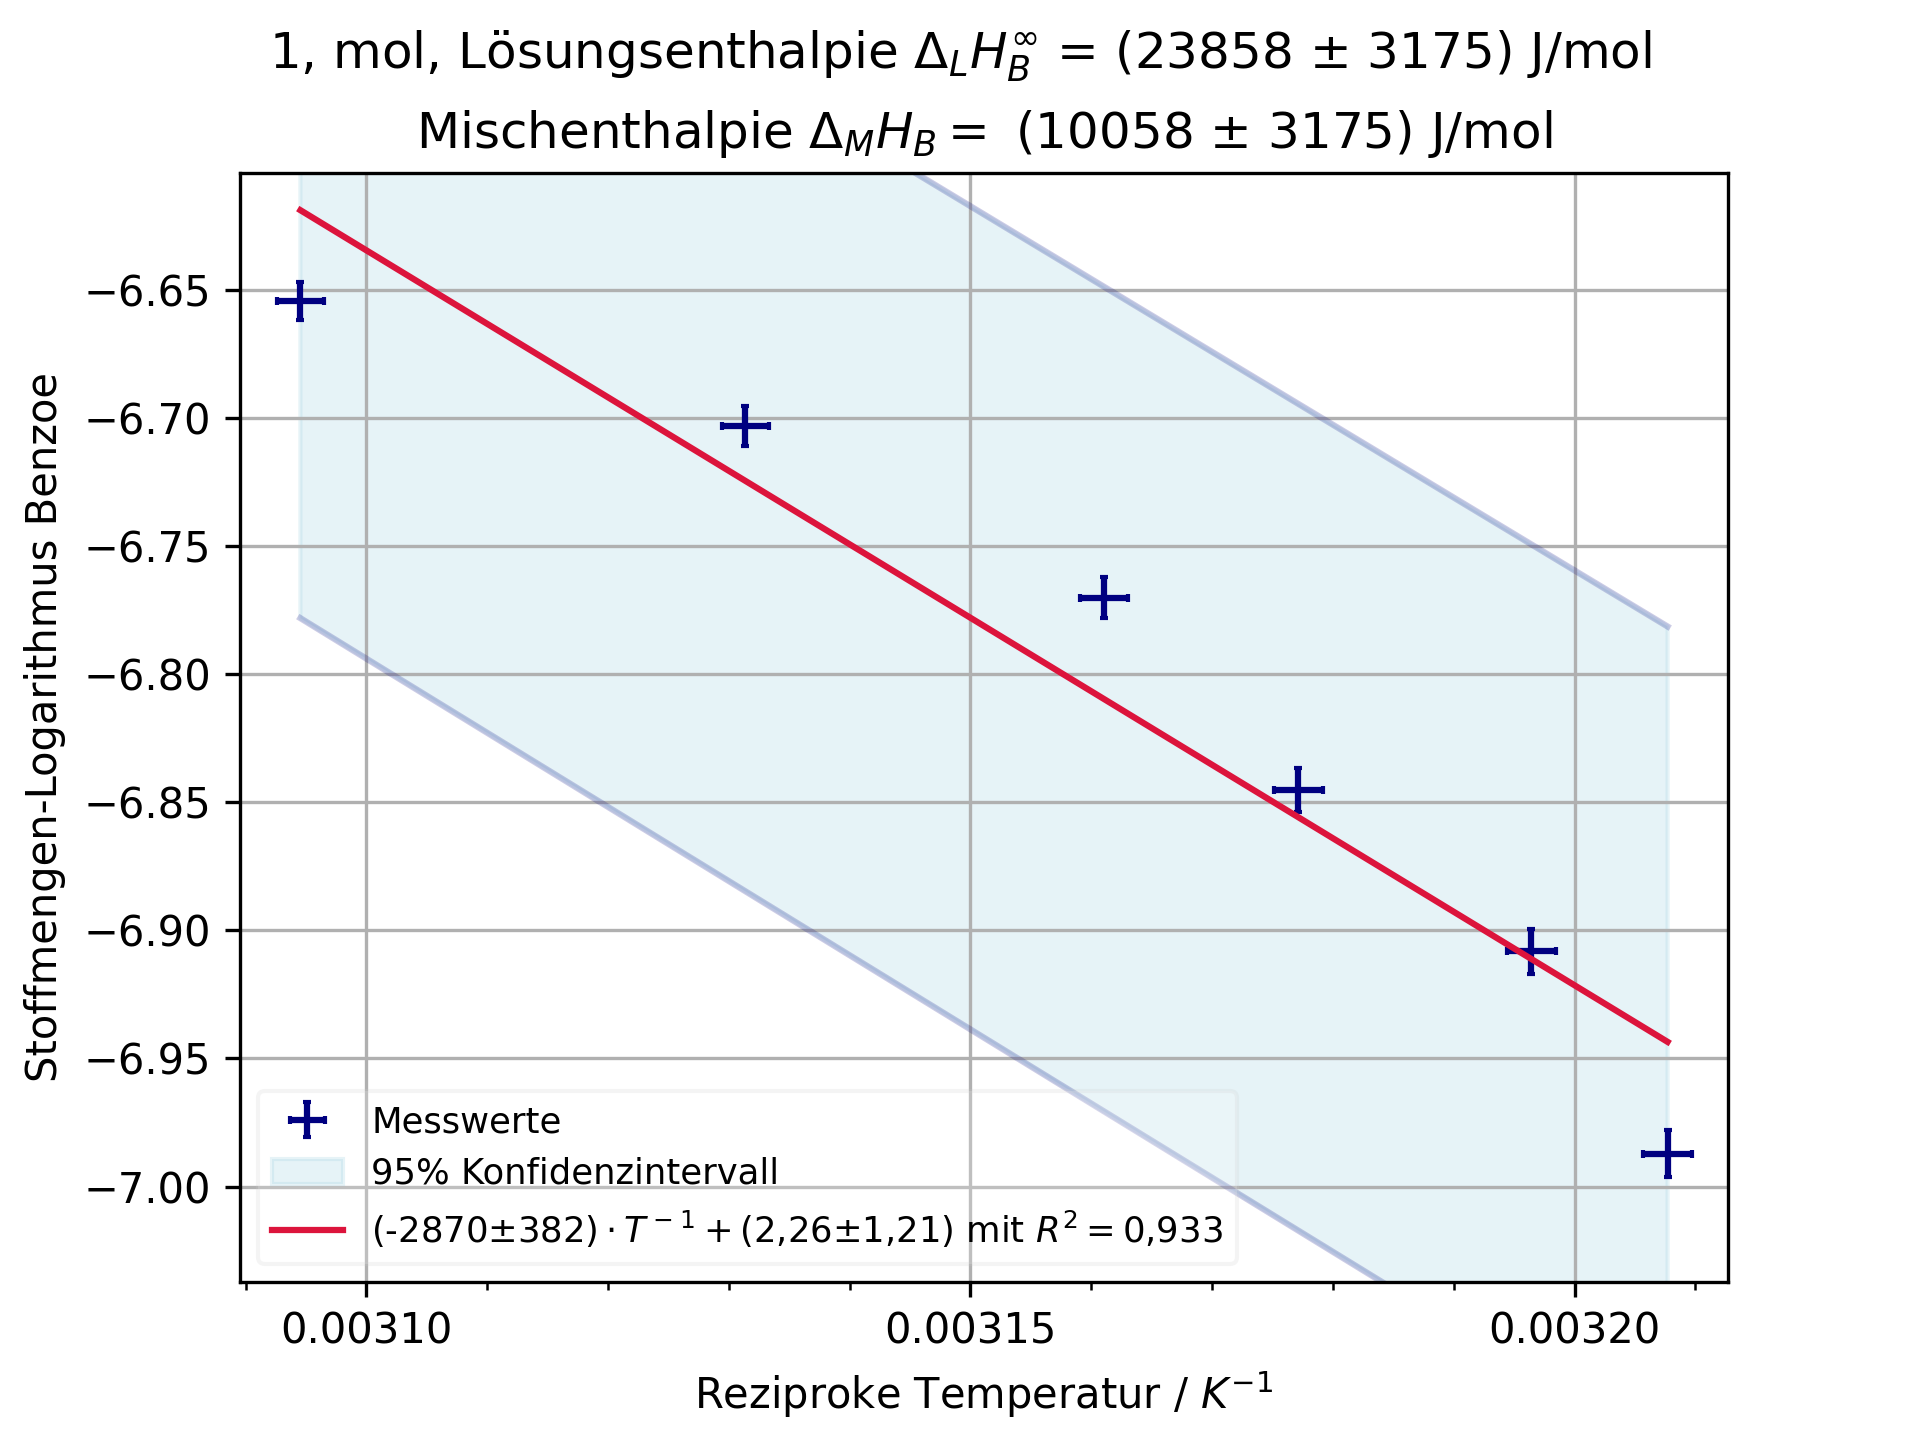 1, mol, Lösungsenthalpie Δ_L H_B^∞ = (23858 ± 3175) J/mol
Mischenthalpie Δ_M H_B = (10058 ± 3175) J/mol
Stoffmengen-Logarithmus Benzoe
−6.65
−6.70
−6.75
−6.80
−6.85
−6.90
−6.95
−7.00
Messwerte
95% Konfidenzintervall
(-2870±382) · T⁻¹ + (2,26±1,21) mit R² = 0,933
0.00310 0.00315 0.00320
Reziproke Temperatur / K⁻¹